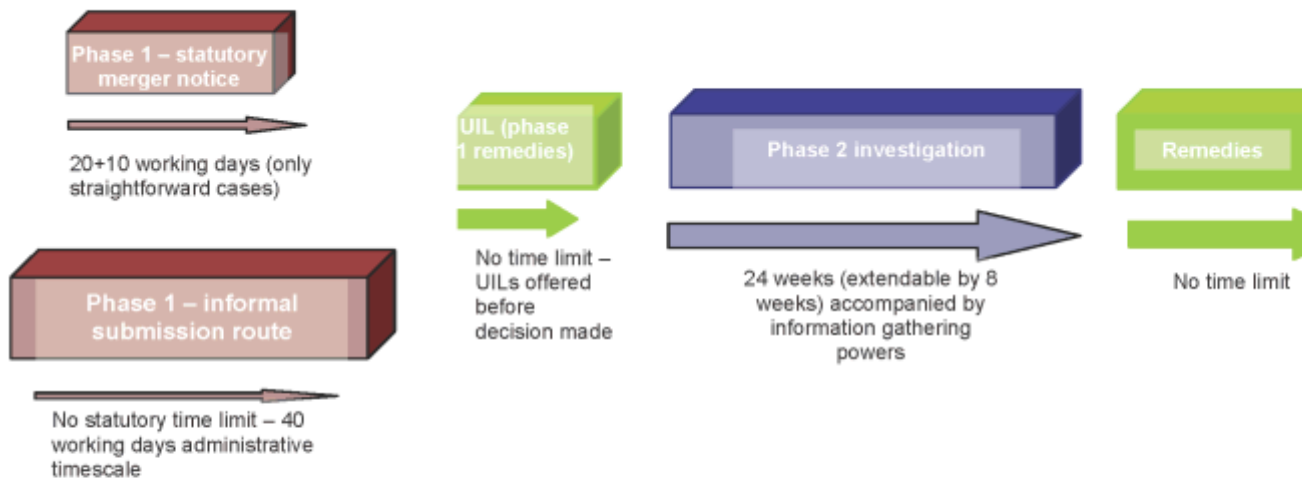 Phase 1 – statutory
merger notice
20+10 working days (only
straightforward cases)
Phase 1 – informal
submission route
No statutory time limit – 40
working days administrative
timescale
UIL (phase
1 remedies)
No time limit –
UILs offered
before
decision made
Phase 2 investigation
24 weeks (extendable by 8
weeks) accompanied by
information gathering
powers
Remedies
No time limit